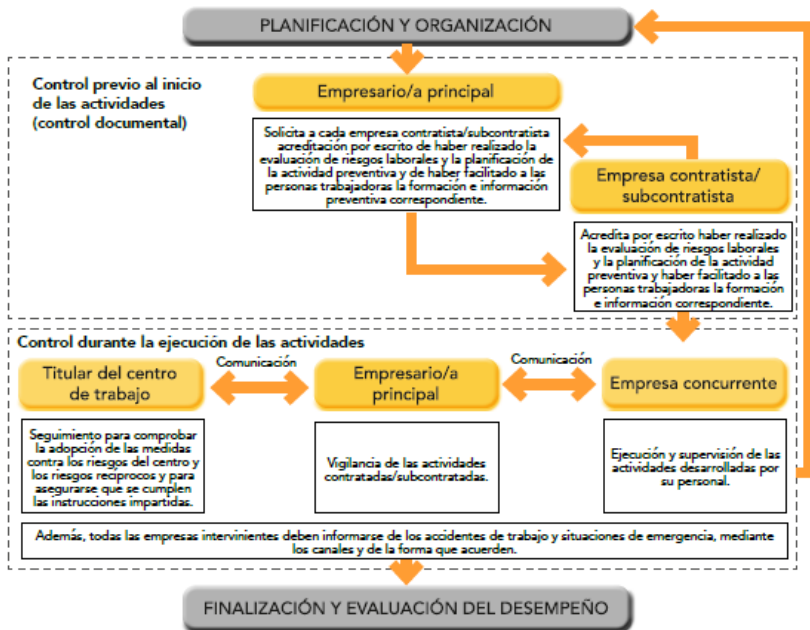 PLANIFICACIÓN Y ORGANIZACIÓN
Control previo al inicio
de las actividades
(control documental)
Empresario/a principal
Solicita a cada empresa contratista/subcontratista
acreditación por escrito de haber realizado la
evaluación de riesgos laborales y la planificación de
la actividad preventiva y de haber facilitado a las
personas trabajadoras la formación e información
preventiva correspondiente.
Empresa contratista/
subcontratista
Acredita por escrito haber realizado
la evaluación de riesgos laborales
y la planificación de la actividad
preventiva y haber facilitado a las
personas trabajadoras la formación
e información correspondiente.
Control durante la ejecución de las actividades
Titular del centro
de trabajo
Comunicación
Empresario/a
principal
Comunicación
Empresa concurrente
Seguimiento para comprobar
la adopción de las medidas
contra los riesgos del centro y
los riesgos recíprocos y para
asegurarse que se cumplen
las instrucciones impartidas.
Vigilancia de las actividades
contratadas/subcontratadas.
Ejecución y supervisión de las
actividades desarrolladas por
su personal.
Además, todas las empresas intervinientes deben informarse de los accidentes de trabajo y situaciones de emergencia, mediante
los canales y de la forma que acuerden.
FINALIZACIÓN Y EVALUACIÓN DEL DESEMPEÑO